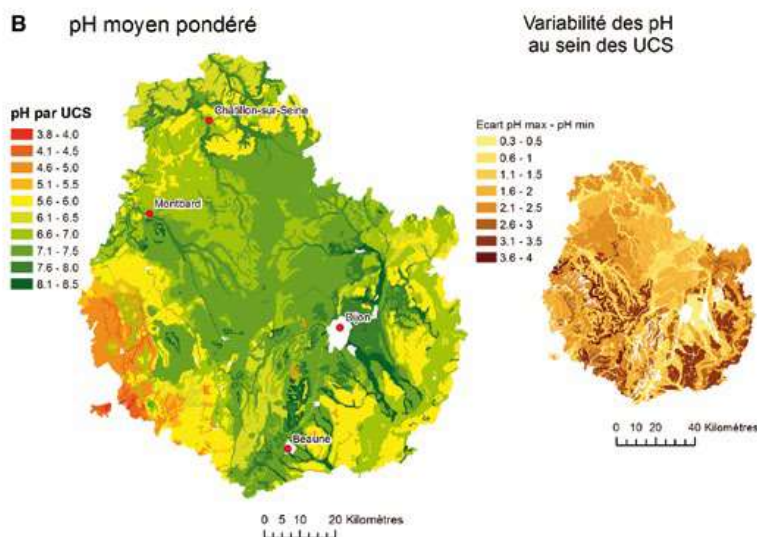 B
pH moyen pondéré
Variabilité des pH
au sein des UCS
pH par UCS
3.8 - 4.0
4.1 - 4.5
4.6 - 5.0
5.1 - 5.5
5.6 - 6.0
6.1 - 6.5
6.6 - 7.0
7.1 - 7.5
7.6 - 8.0
8.1 - 8.5
Châtillon-sur-Seine
Montbard
Dijon
Beaune
0 5 10 20 Kilomètres
Ecart pH max - pH min
0.3 - 0.5
0.6 - 1
1.1 - 1.5
1.6 - 2
2.1 - 2.5
2.6 - 3
3.1 - 3.5
3.6 - 4
0 10 20 40 Kilomètres